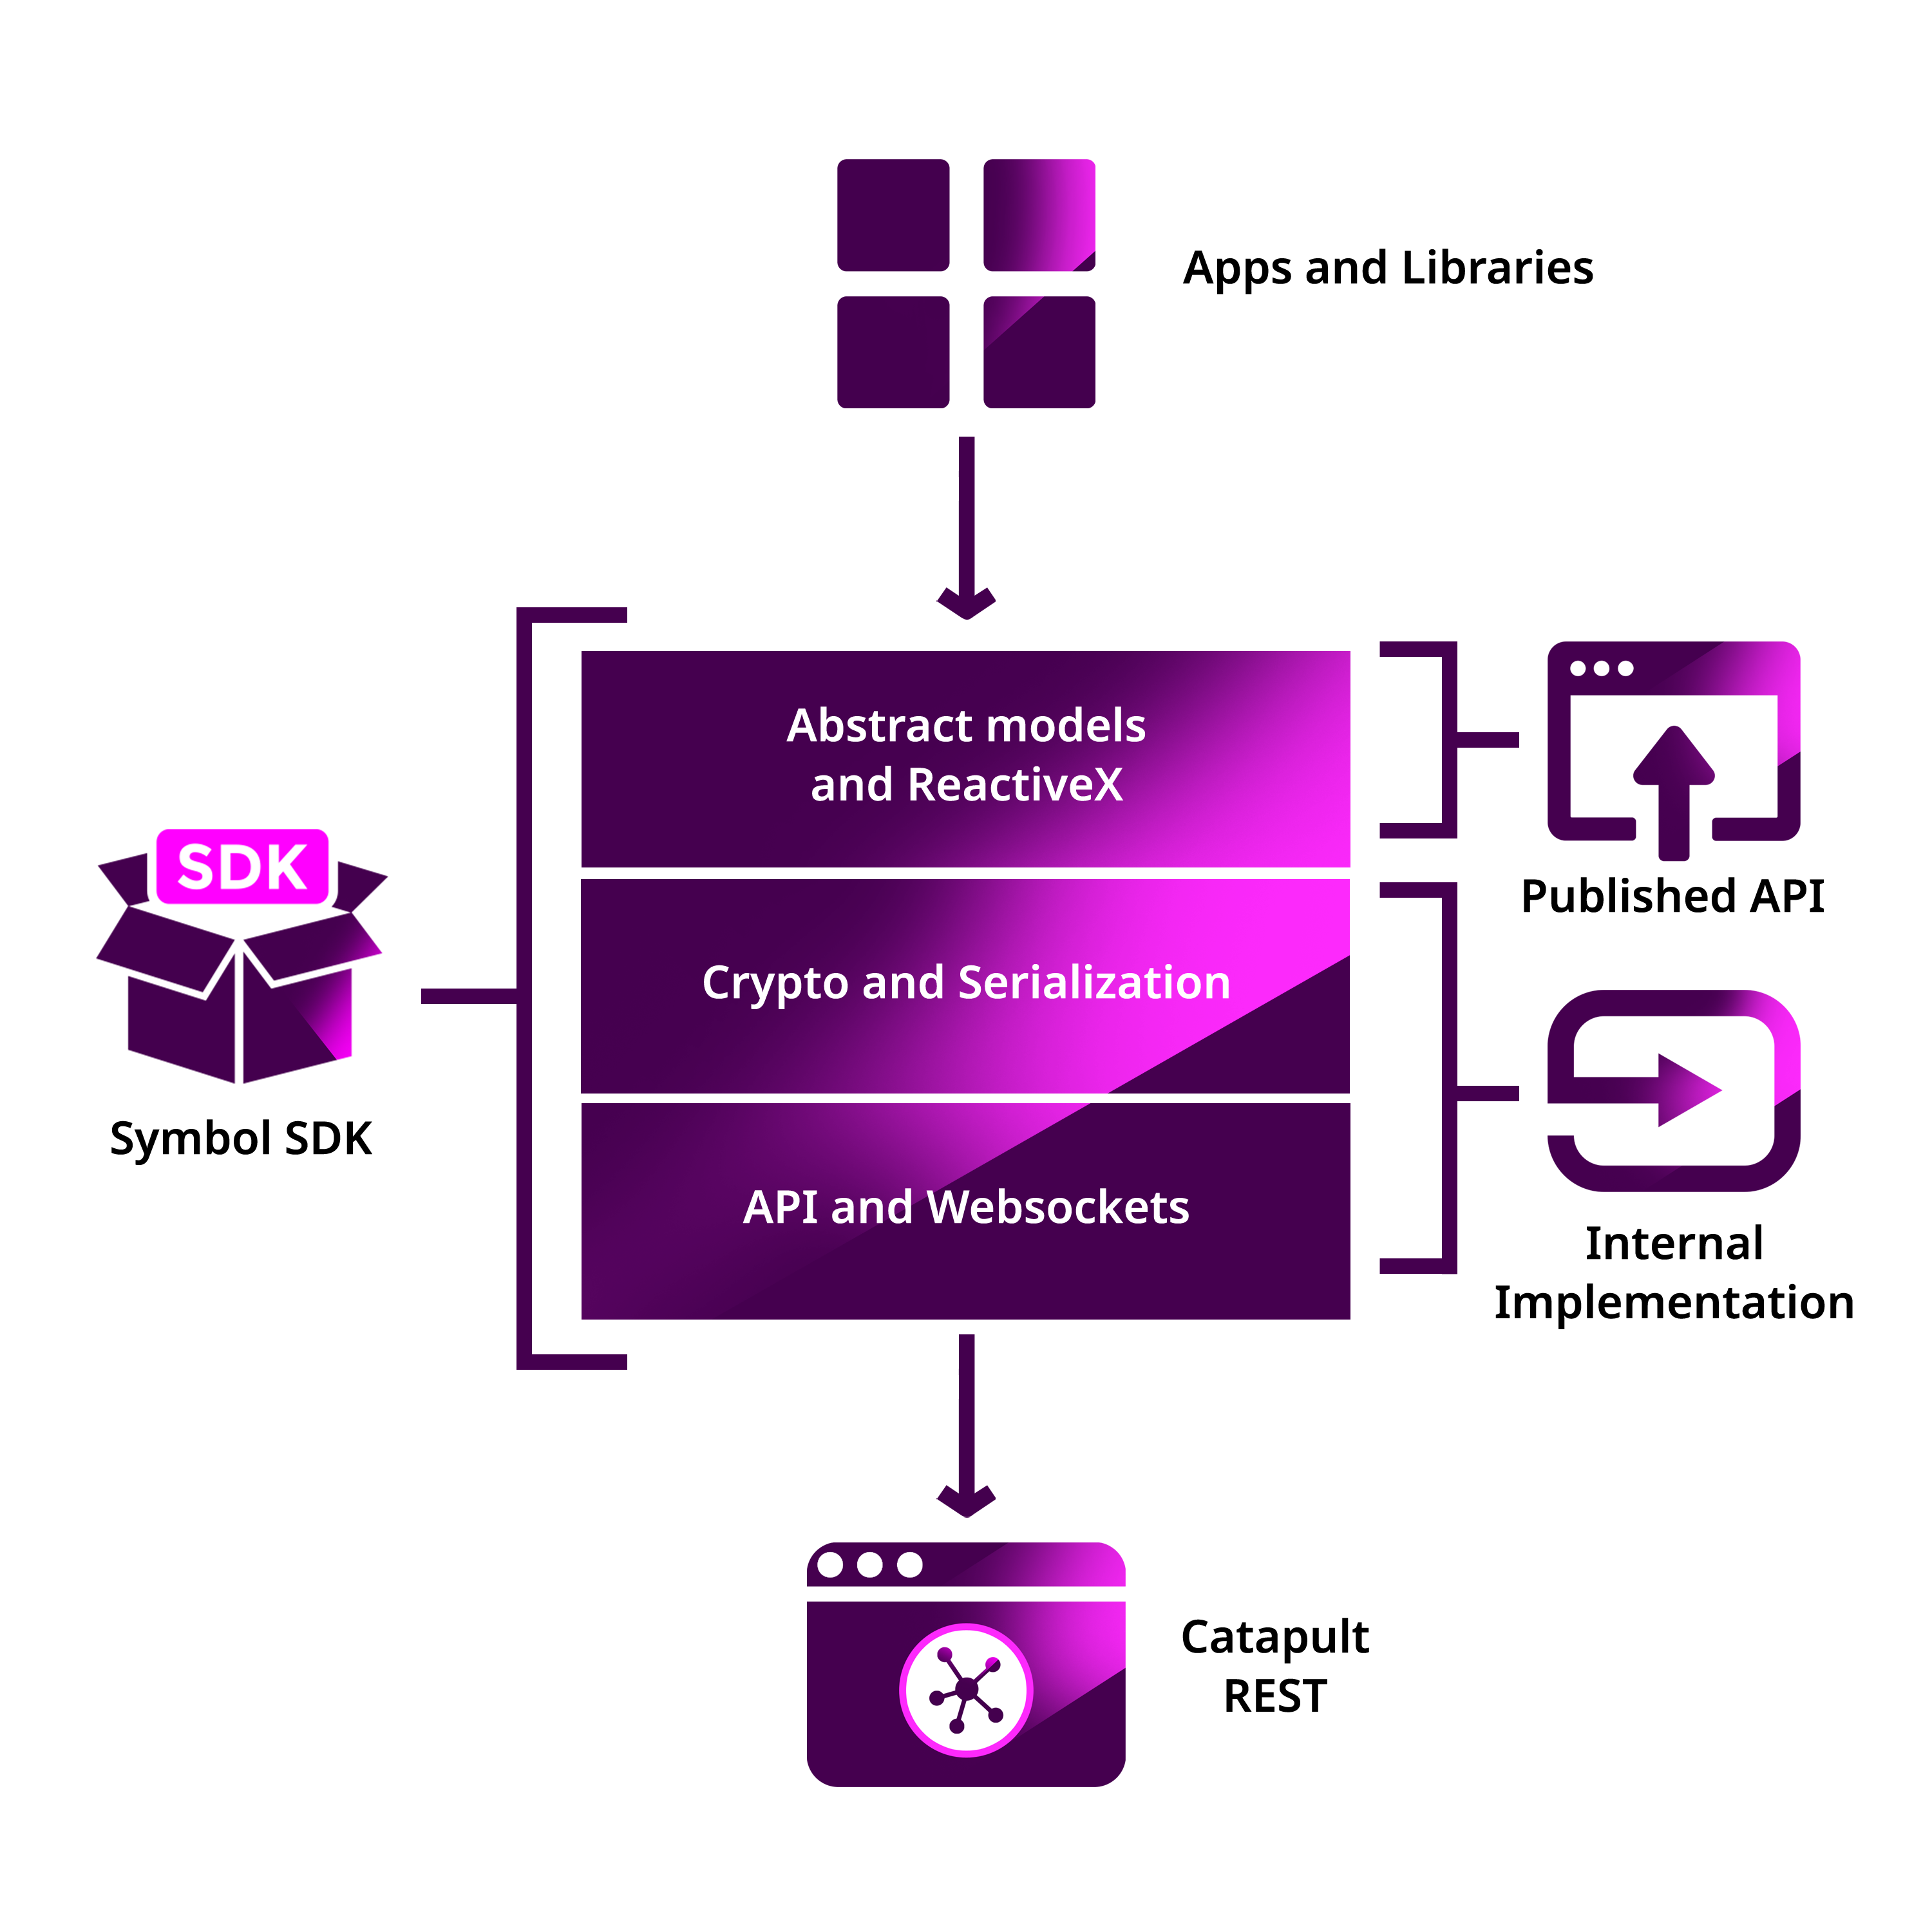 Apps and Libraries
Abstract models
and ReactiveX
Published API
SDK
Symbol SDK
Crypto and Serialization
API and Websockets
Internal
Implementation
Catapult
REST